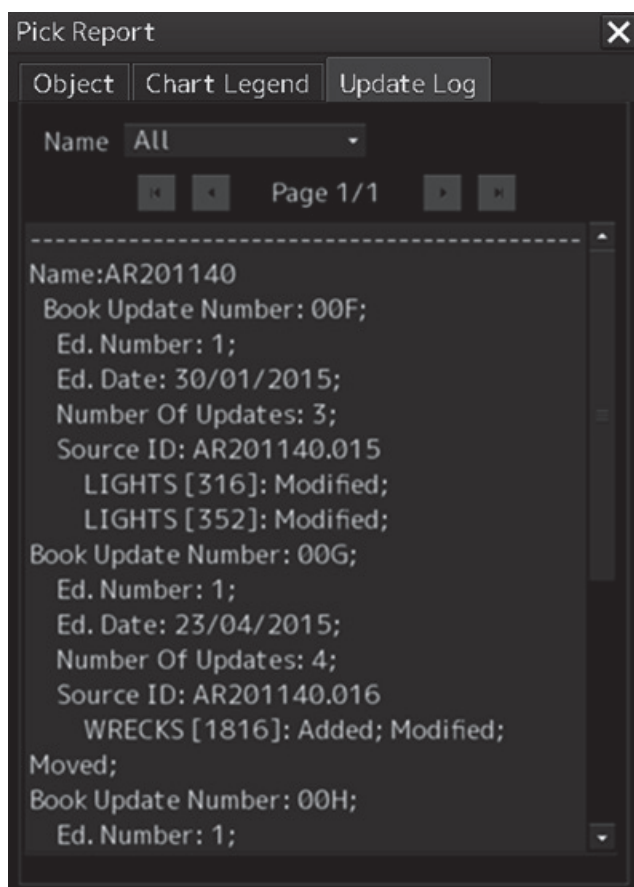 Pick Report
Object Chart Legend Update Log
Name All
Page 1/1
Name:AR201140
Book Update Number: 00F;
Ed. Number: 1;
Ed. Date: 30/01/2015;
Number Of Updates: 3;
Source ID: AR201140.015
LIGHTS [316]: Modified;
LIGHTS [352]: Modified;
Book Update Number: 00G;
Ed. Number: 1;
Ed. Date: 23/04/2015;
Number Of Updates: 4;
Source ID: AR201140.016
WRECKS [1816]: Added; Modified;
Moved;
Book Update Number: 00H;
Ed. Number: 1;